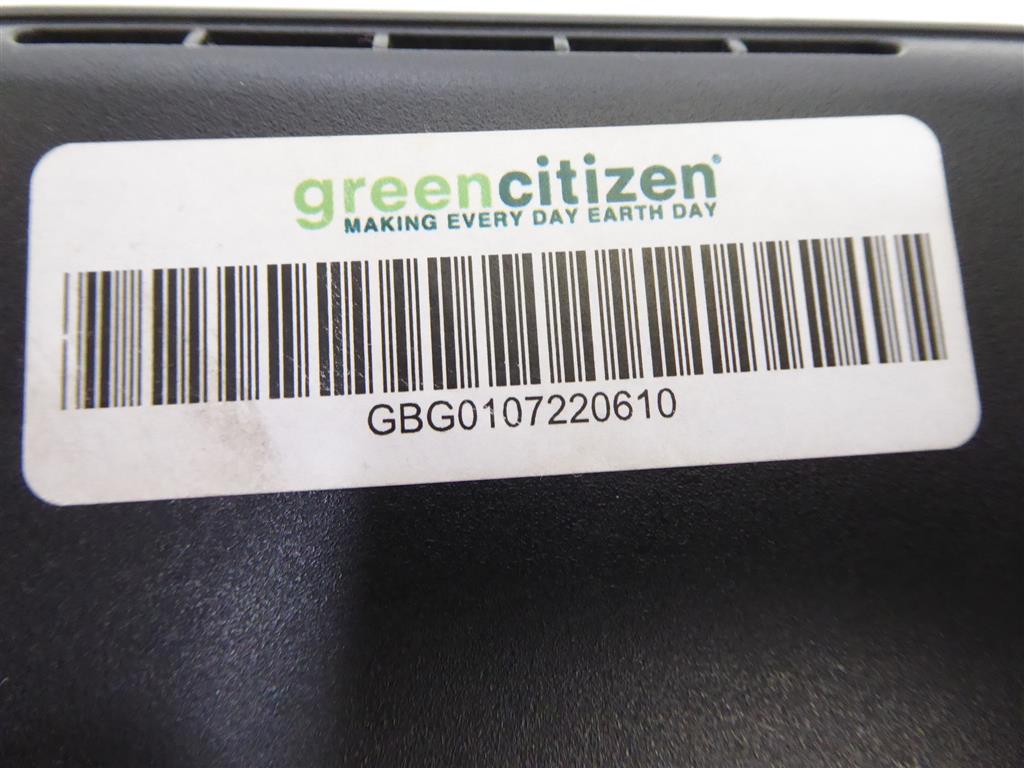 greencitizen®
MAKING EVERY DAY EARTH DAY
GBG0107220610